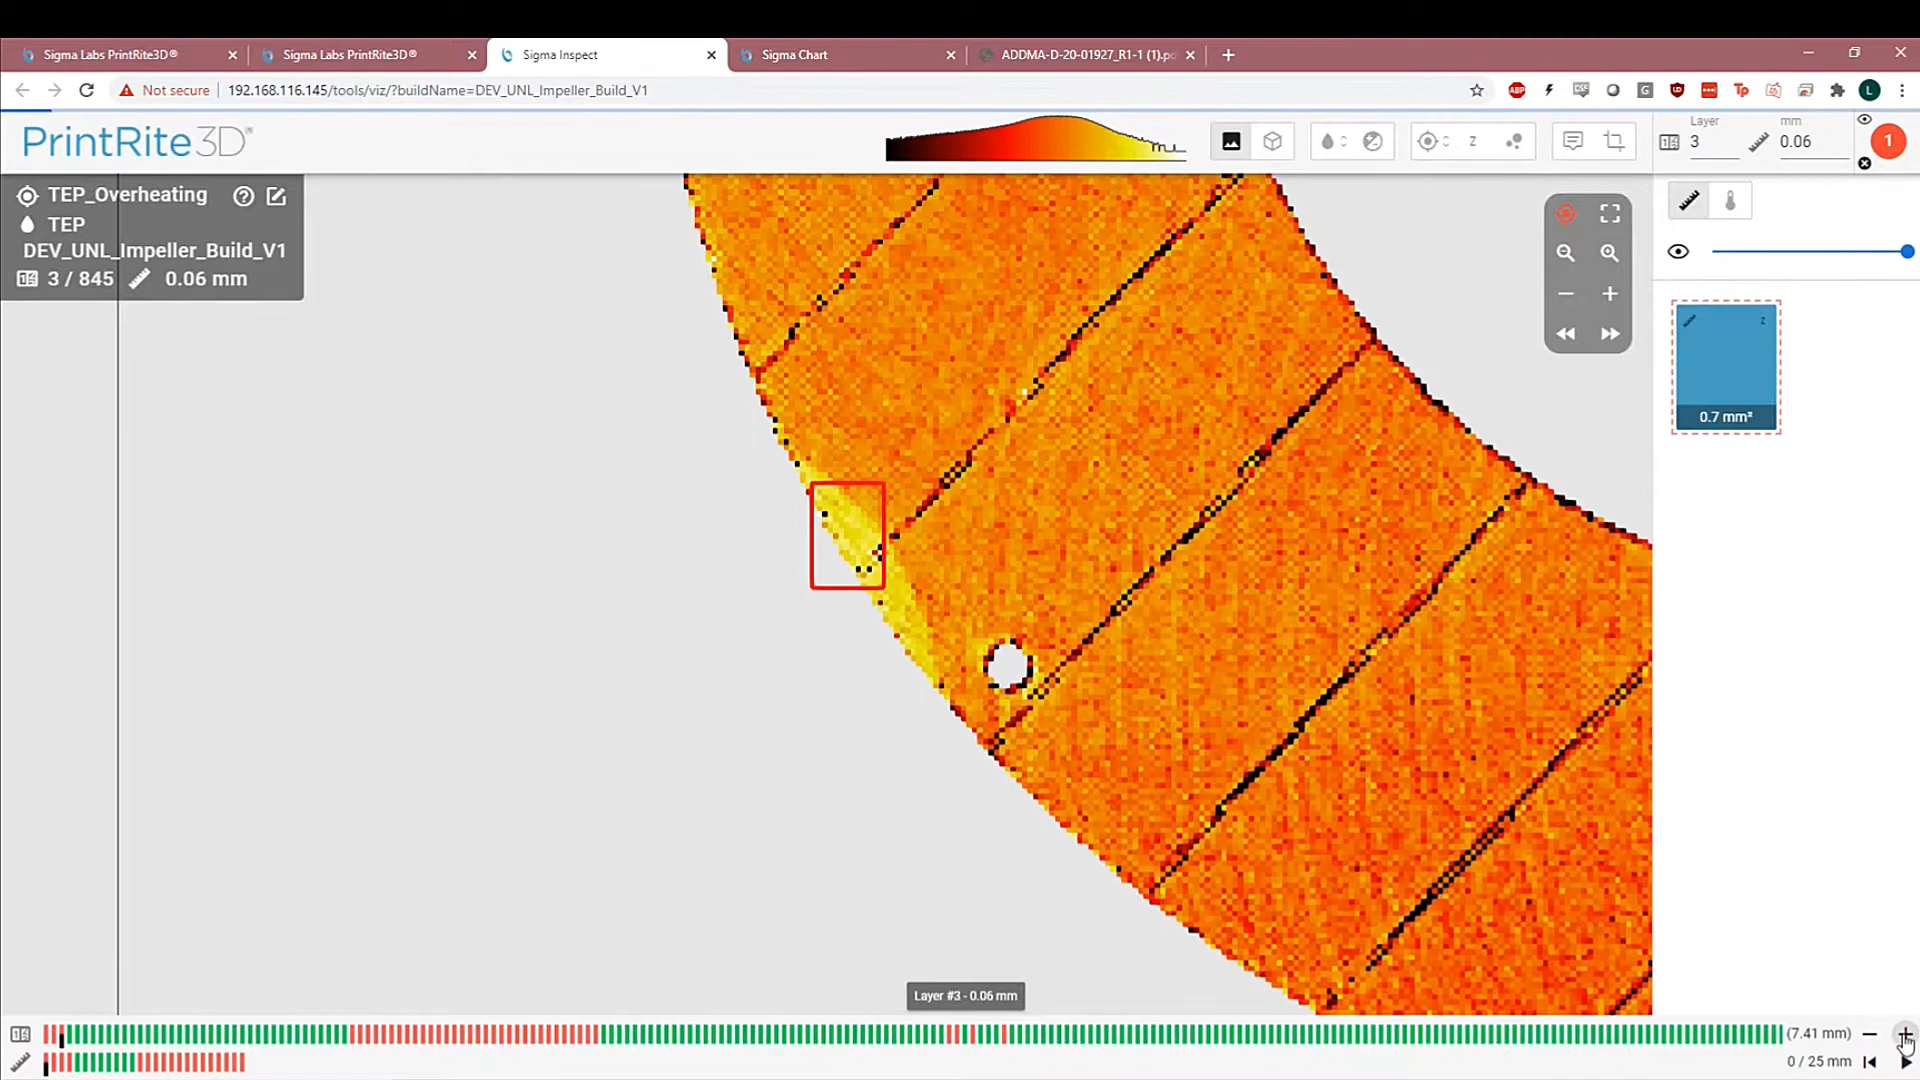 Sigma Labs PrintRite3D®
Sigma Labs PrintRite3D®
Sigma Inspect
Sigma Chart
ADDMA-D-20-01927_R1-1 (1).pd
Not secure
192.168.116.145/tools/viz/?buildName=DEV_UNL_Impeller_Build_V1
PrintRite3D®
Z
Layer
3
mm
0.06
1
TEP_Overheating
TEP
DEV_UNL_Impeller_Build_V1
3 / 845 0.06 mm
z
0.7 mm²
Layer #3 - 0.06 mm
(7.41 mm)
0 / 25 mm